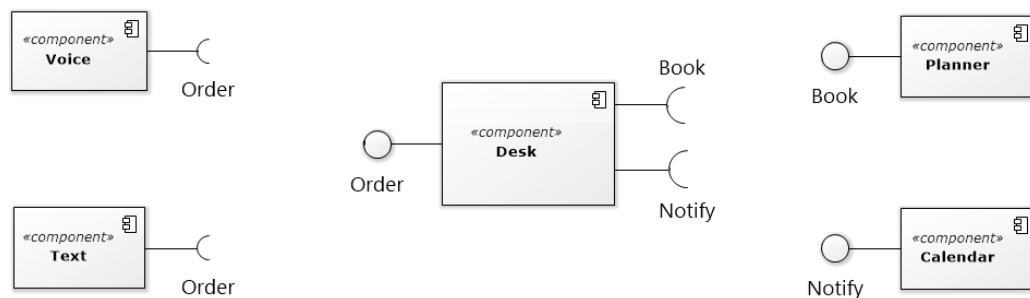 «component»
Voice
Order
«component»
Text
Order
Order
«component»
Desk
Book
Notify
Book
«component»
Planner
Notify
«component»
Calendar